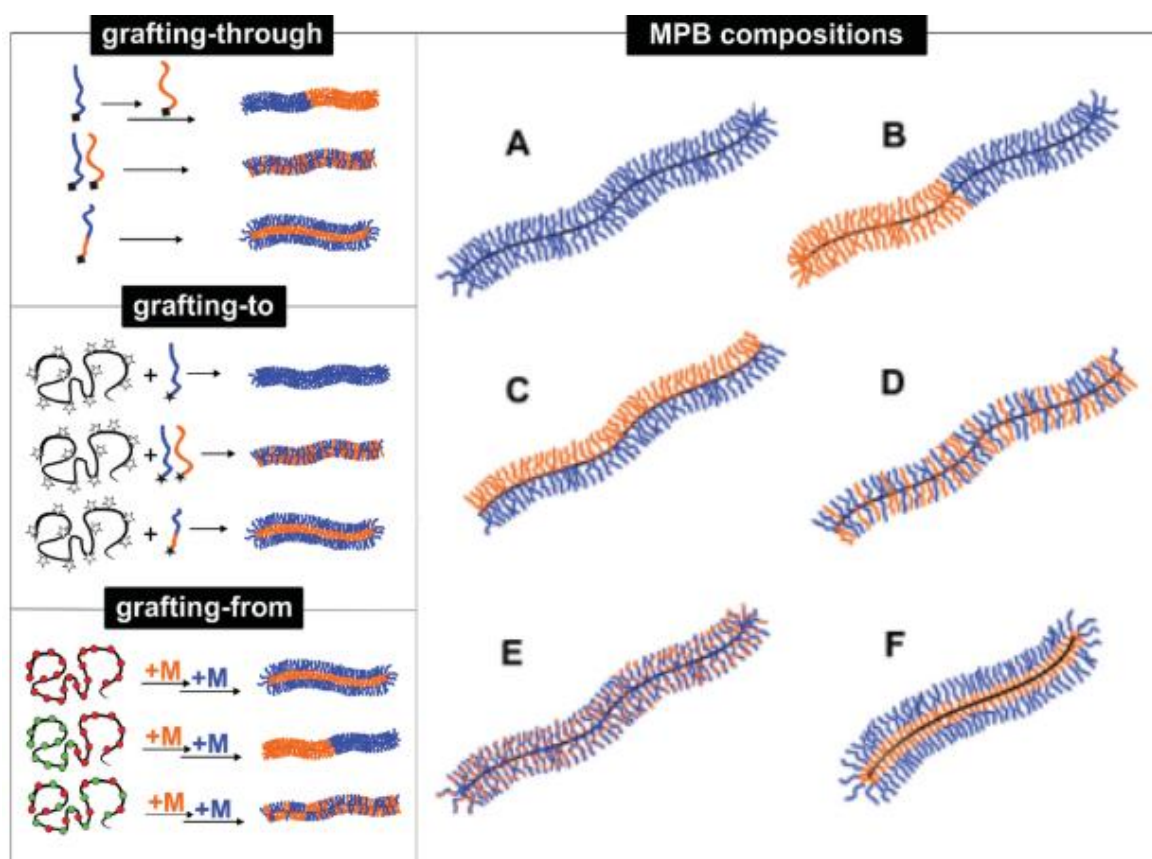 grafting-through
MPB compositions
A
B
grafting-to
+
+
+
C
D
grafting-from
+M +M
+M +M
+M +M
E
F